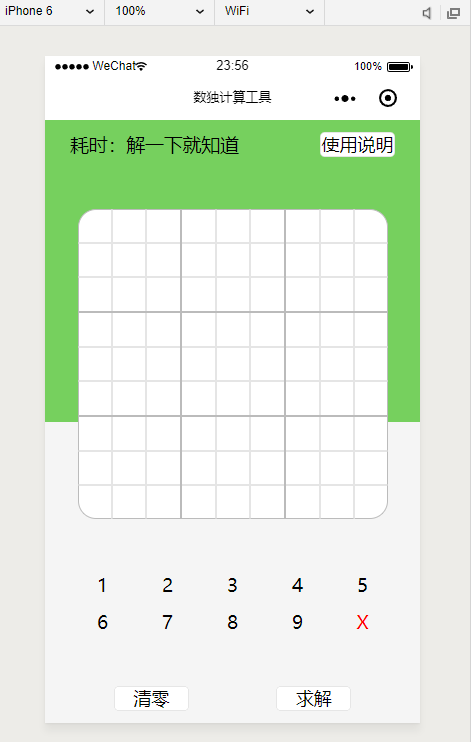 iPhone 6 100% WiFi
WeChat 23:56 100%
数独计算工具
耗时：解一下就知道 使用说明
1 2 3 4 5
6 7 8 9 X
清零 求解